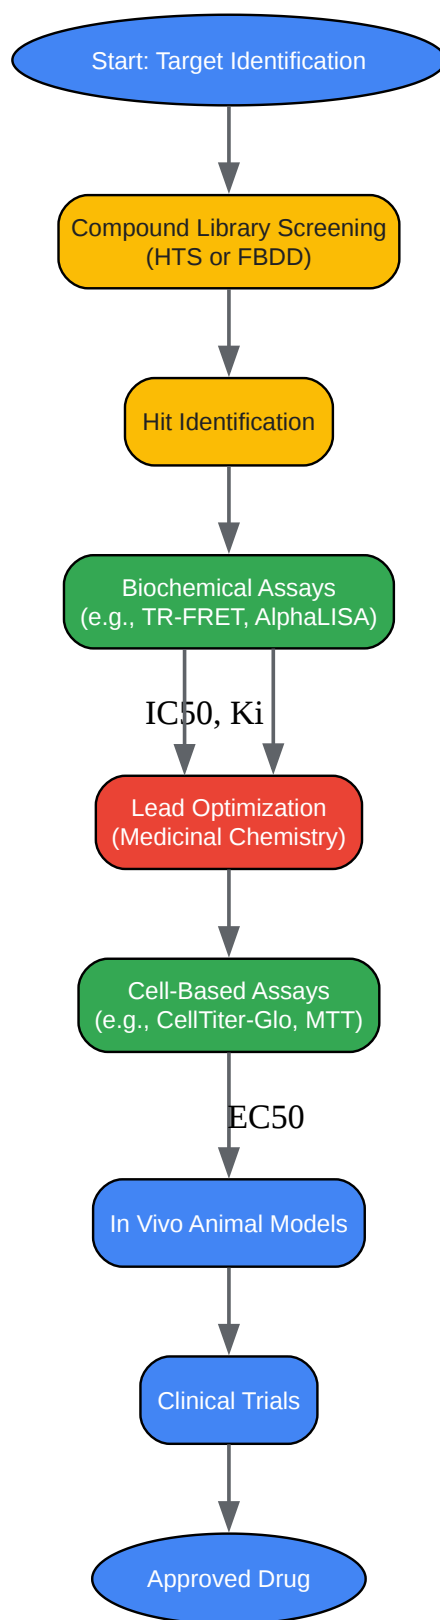 Start: Target Identification
Compound Library Screening
(HTS or FBDD)
Hit Identification
Biochemical Assays
(e.g., TR-FRET, AlphaLISA)
IC50, Ki
Lead Optimization
(Medicinal Chemistry)
Cell-Based Assays
(e.g., CellTiter-Glo, MTT)
EC50
In Vivo Animal Models
Clinical Trials
Approved Drug